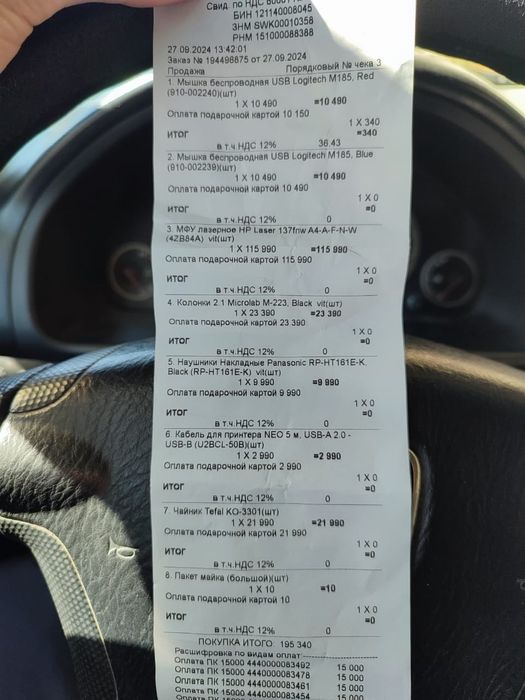 Свид. по НДС
БИН 121140008045
ЗНМ SWK00010358
РНМ 151000088388
27.09.2024 13:42:01
Заказ № 194498875 от 27.09.2024
Порядковый № чека 3
Продажа
1. Мышка беспроводная USB Logitech M185, Red
(910-002240)(шт)
1 X 10 490 =10 490
Оплата подарочной картой 10 150
1 X 340
ИТОГ =340
в т.ч.НДС 12% 36.43
2. Мышка беспроводная USB Logitech M185, Blue
(910-002239)(шт)
1 X 10 490 =10 490
Оплата подарочной картой 10 490
1 X 0
ИТОГ =0
в т.ч.НДС 12% 0
3. МФУ лазерное HP Laser 137fnw A4-A-F-N-W
(4ZB84A) vit(шт)
1 X 115 990 =115 990
Оплата подарочной картой 115 990
1 X 0
ИТОГ =0
в т.ч.НДС 12% 0
4. Колонки 2.1 Microlab M-223, Black vit(шт)
1 X 23 390 =23 390
Оплата подарочной картой 23 390
1 X 0
ИТОГ =0
в т.ч.НДС 12% 0
5. Наушники Накладные Panasonic RP-HT161E-K,
Black (RP-HT161E-K) vit(шт)
1 X 9 990 =9 990
Оплата подарочной картой 9 990
1 X 0
ИТОГ =0
в т.ч.НДС 12% 0
6. Кабель для принтера NEO 5 м, USB-A 2.0 -
USB-B (U2BCL-50B)(шт)
1 X 2 990 =2 990
Оплата подарочной картой 2 990
1 X 0
ИТОГ =0
в т.ч.НДС 12% 0
7. Чайник Tefal KO-3301(шт)
1 X 21 990 =21 990
Оплата подарочной картой 21 990
1 X 0
ИТОГ =0
в т.ч.НДС 12% 0
8. Пакет майка (большой)(шт)
1 X 10 =10
Оплата подарочной картой 10
1 X 0
ИТОГ =0
в т.ч.НДС 12% 0
ПОКУПКА ИТОГО: 195 340
Расшифровка по видам оплат:
Оплата ПК 15000 4440000083492 15 000
Оплата ПК 15000 4440000083478 15 000
Оплата ПК 15000 4440000083461 15 000
Оплата ПК 15000 4440000083454 15 000